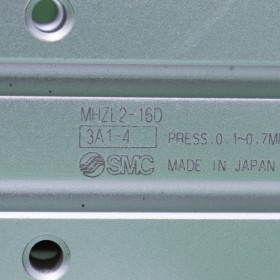 MHZL2-16D
3A1-4 PRESS.0.1~0.7M
SMC MADE IN JAPAN